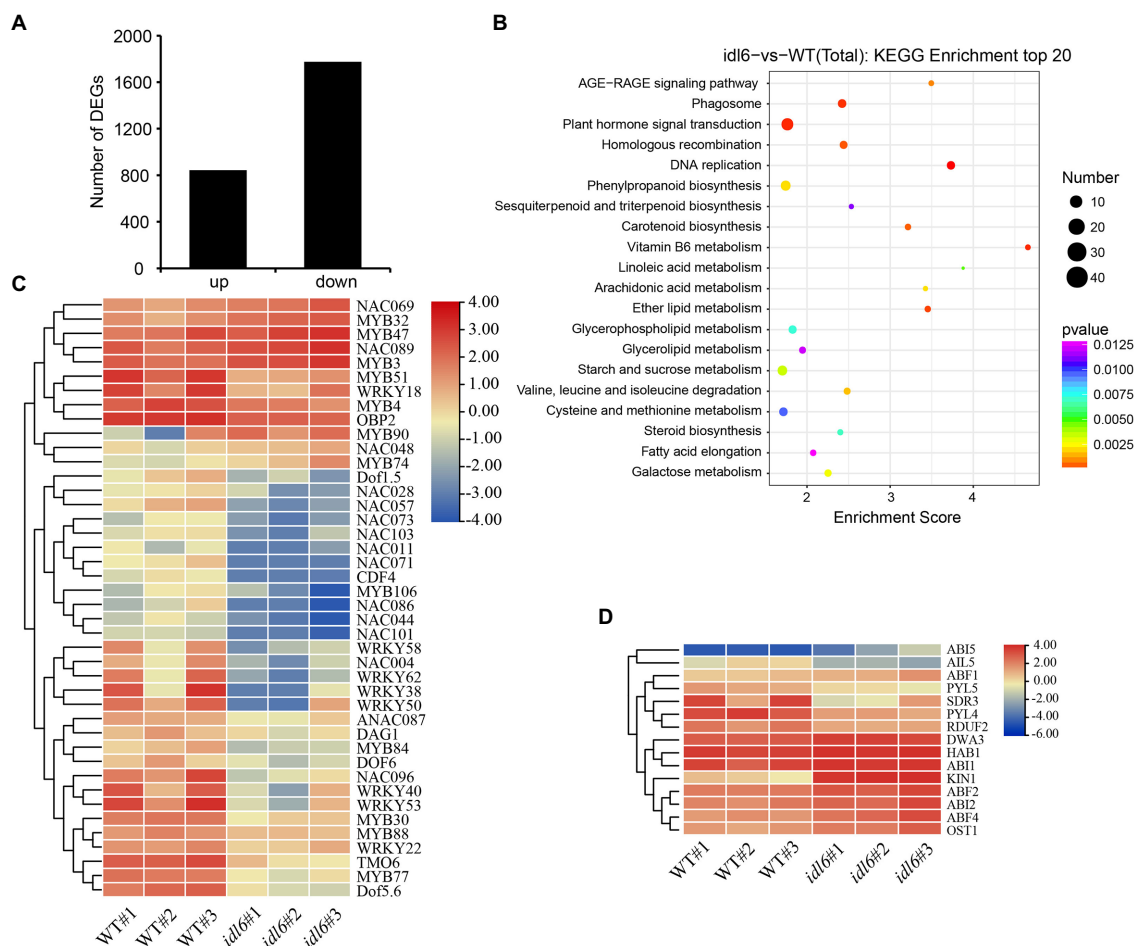 A
2000
1600
1200
800
400
0
Number of DEGs
up
down
B
idl6−vs−WT(Total): KEGG Enrichment top 20
AGE−RAGE signaling pathway
Phagosome
Plant hormone signal transduction
Homologous recombination
DNA replication
Phenylpropanoid biosynthesis
Sesquiterpenoid and triterpenoid biosynthesis
Carotenoid biosynthesis
Vitamin B6 metabolism
Linoleic acid metabolism
Arachidonic acid metabolism
Ether lipid metabolism
Glycerophospholipid metabolism
Glycerolipid metabolism
Starch and sucrose metabolism
Valine, leucine and isoleucine degradation
Cysteine and methionine metabolism
Steroid biosynthesis
Fatty acid elongation
Galactose metabolism
2 3 4
Enrichment Score
Number
10
20
30
40
pvalue
0.0125
0.0100
0.0075
0.0050
0.0025
C
NAC069
MYB32
MYB47
NAC089
MYB3
MYB51
WRKY18
MYB4
OBP2
MYB90
NAC048
MYB74
Dof1.5
NAC028
NAC057
NAC073
NAC103
NAC011
NAC071
CDF4
MYB106
NAC086
NAC044
NAC101
WRKY58
NAC004
WRKY62
WRKY38
WRKY50
ANAC087
DAG1
MYB84
DOF6
NAC096
WRKY40
WRKY53
MYB30
MYB88
WRKY22
TMO6
MYB77
Dof5.6
WT#1 WT#2 WT#3 idl6#1 idl6#2 idl6#3
4.00
3.00
2.00
1.00
0.00
-1.00
-2.00
-3.00
-4.00
D
ABI5
AIL5
ABF1
PYL5
SDR3
PYL4
RDUF2
DWA3
HAB1
ABI1
KIN1
ABF2
ABI2
ABF4
OST1
WT#1 WT#2 WT#3 idl6#1 idl6#2 idl6#3
4.00
2.00
0.00
-2.00
-4.00
-6.00